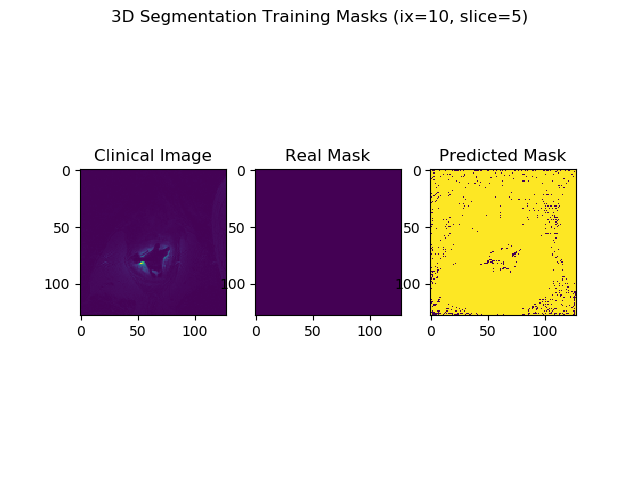 3D Segmentation Training Masks (ix=10, slice=5)
Clinical Image Real Mask Predicted Mask
0 0 0
50 50 50
100 100 100
0 50 100 0 50 100 0 50 100